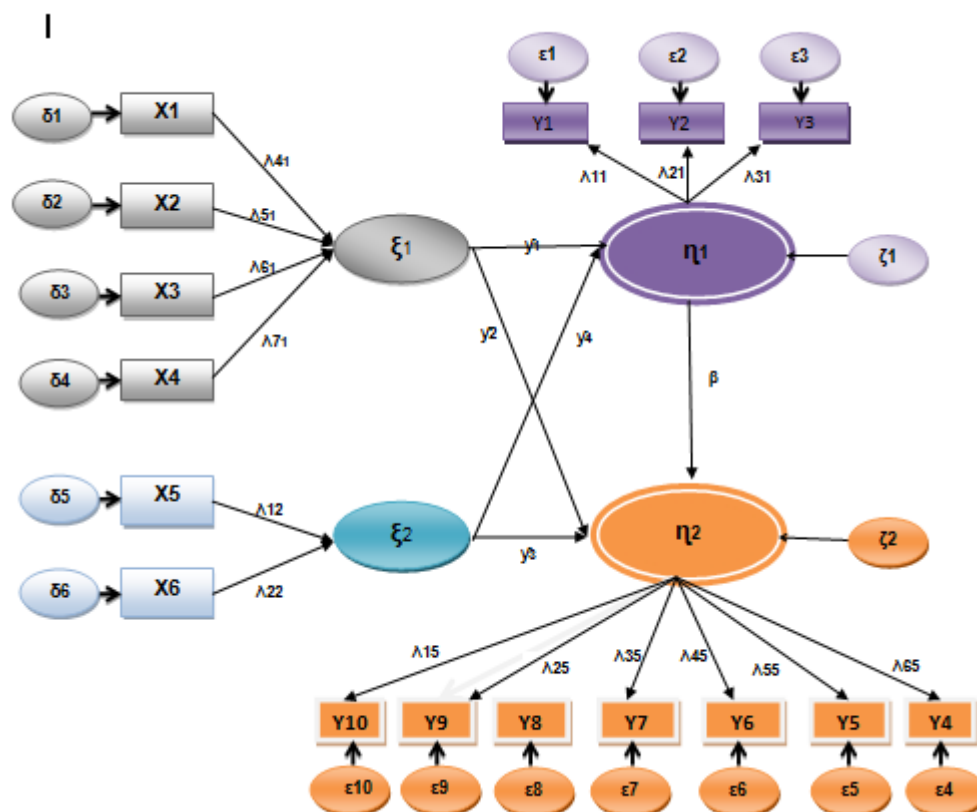 I
ε1 ε2 ε3
δ1 X1 Y1 Y2 Y3
λ41 λ11 λ21 λ31
δ2 X2 λ51
ξ1 γ1 η1 ζ1
δ3 X3 λ61
γ2 γ4
δ4 X4 λ71
β
δ5 X5 λ12
ξ2 γ3 η2 ζ2
δ6 X6 λ22
λ15 λ25 λ35 λ45 λ55 λ65
Y10 Y9 Y8 Y7 Y6 Y5 Y4
ε10 ε9 ε8 ε7 ε6 ε5 ε4